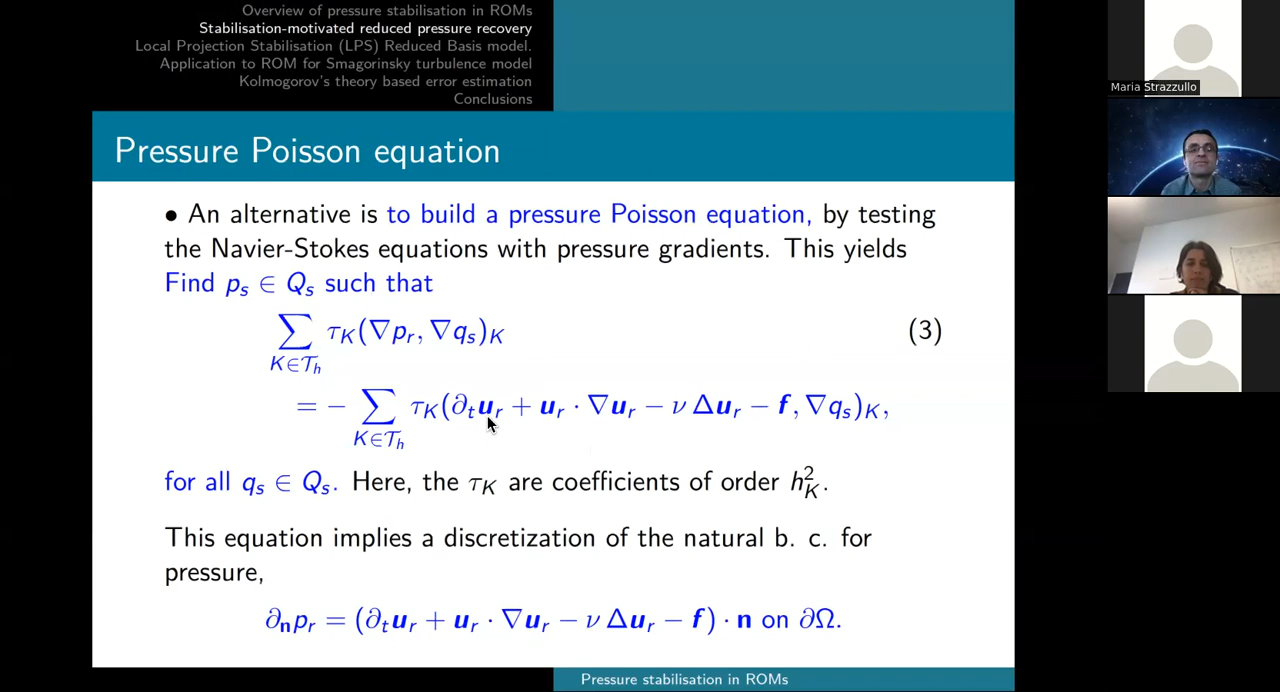 Overview of pressure stabilisation in ROMs
Stabilisation-motivated reduced pressure recovery
Local Projection Stabilisation (LPS) Reduced Basis model.
Application to ROM for Smagorinsky turbulence model
Kolmogorov's theory based error estimation
Conclusions
Maria Strazzullo
Pressure Poisson equation
• An alternative is to build a pressure Poisson equation, by testing
the Navier-Stokes equations with pressure gradients. This yields
Find pₛ ∈ Qₛ such that
∑_{K∈𝒯ₕ} τ_K(∇p_r, ∇q_s)_K (3)
= − ∑_{K∈𝒯ₕ} τ_K(∂_t u_r + u_r · ∇u_r − ν Δu_r − f, ∇q_s)_K,
for all q_s ∈ Q_s. Here, the τ_K are coefficients of order h_K^2.
This equation implies a discretization of the natural b. c. for
pressure,
∂_n p_r = (∂_t u_r + u_r · ∇u_r − ν Δu_r − f) · n on ∂Ω.
Pressure stabilisation in ROMs